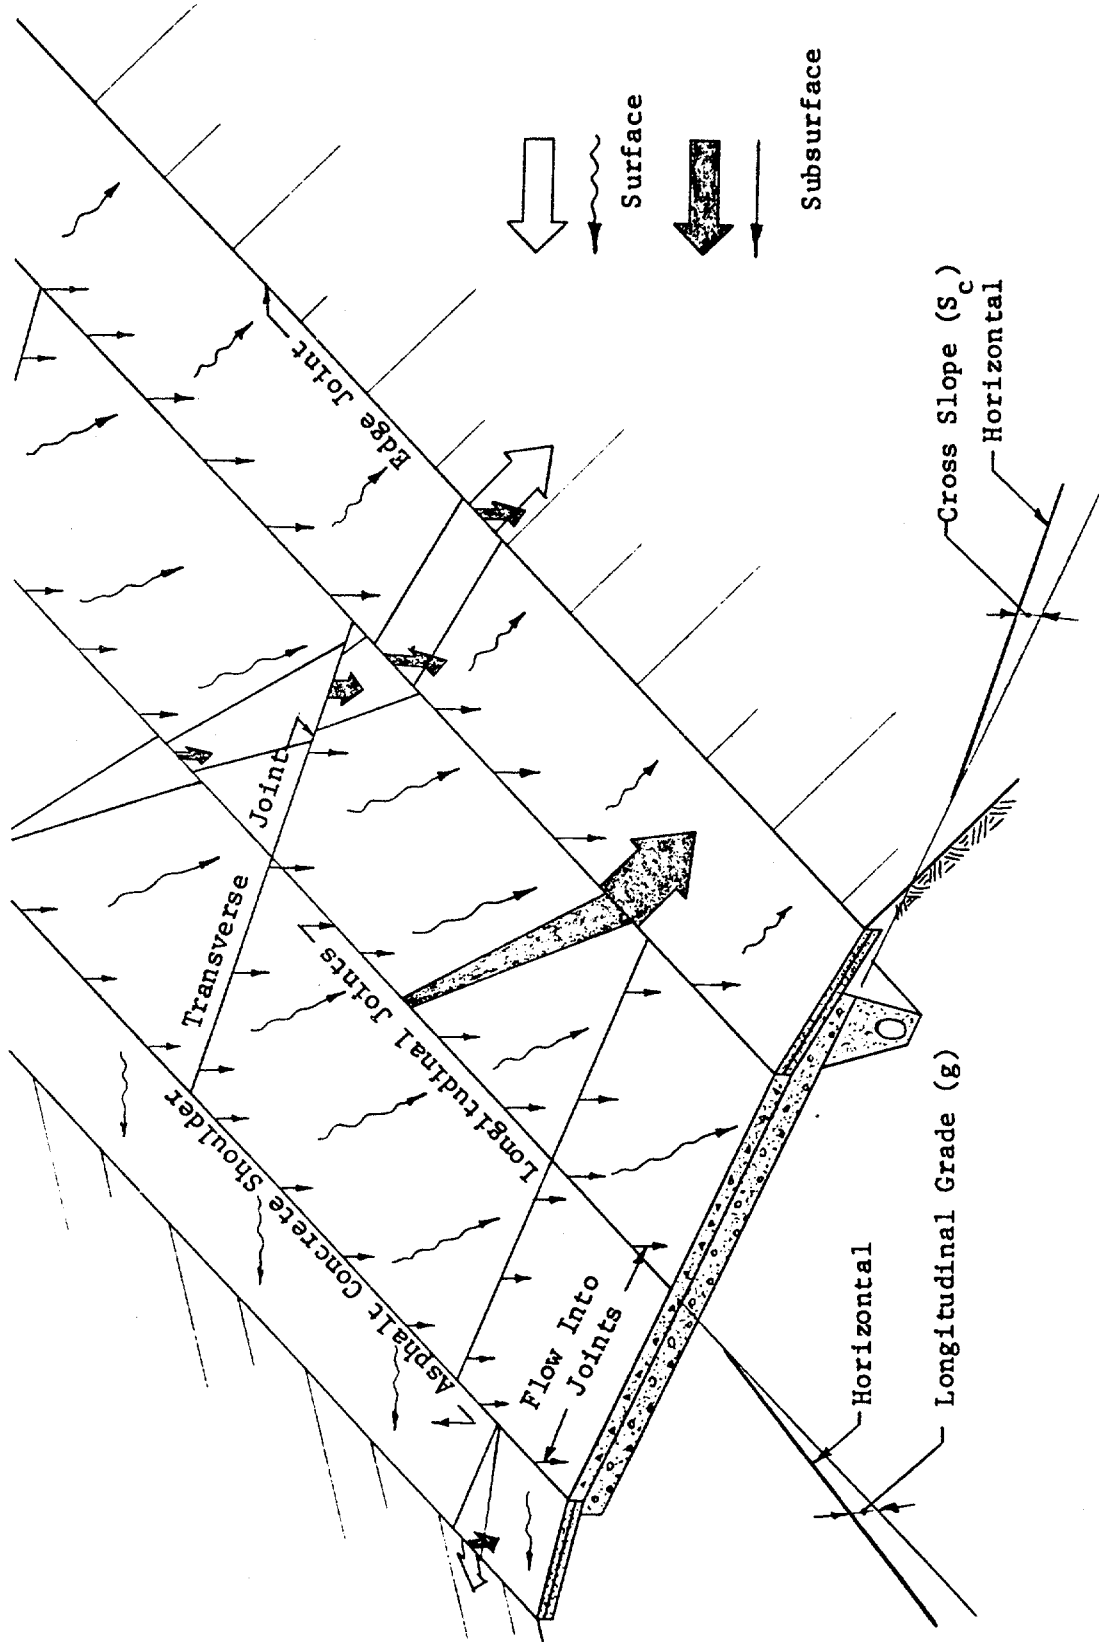 Surface
Subsurface
Edge Joint
Cross Slope (Sc)
Horizontal
Transverse
Joint
Longitudinal Joints
Asphalt Concrete Shoulder
Flow Into
Joints
Horizontal
Longitudinal Grade (g)